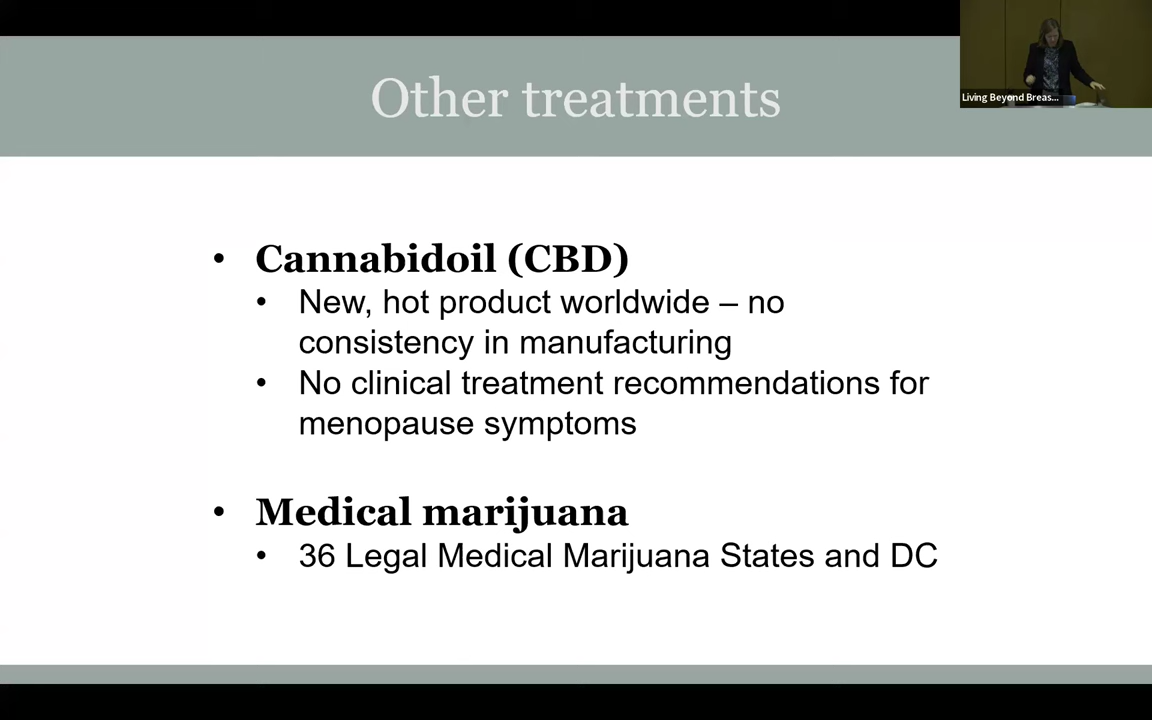 Other treatments
Living Beyond Breas...
• Cannabidoil (CBD)
• New, hot product worldwide – no
consistency in manufacturing
• No clinical treatment recommendations for
menopause symptoms
• Medical marijuana
• 36 Legal Medical Marijuana States and DC